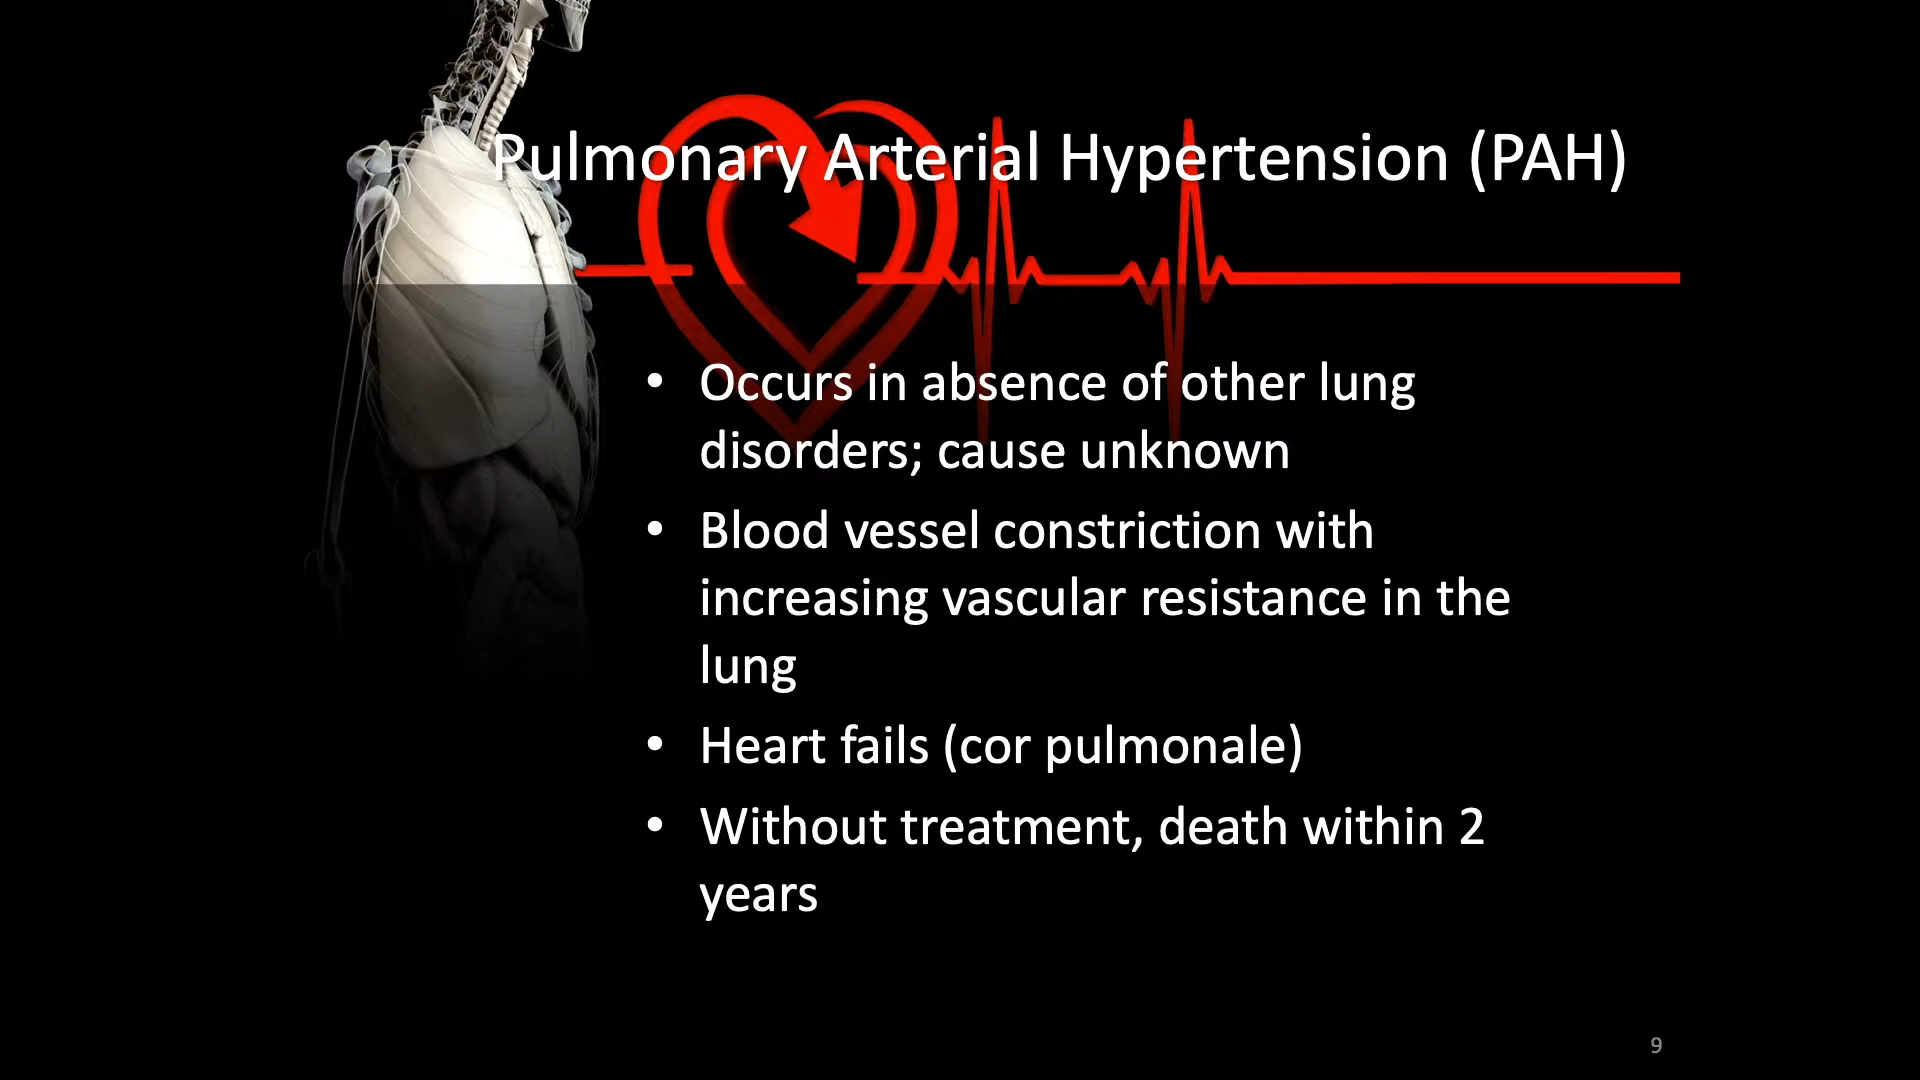 Pulmonary Arterial Hypertension (PAH)
• Occurs in absence of other lung
disorders; cause unknown
• Blood vessel constriction with
increasing vascular resistance in the
lung
• Heart fails (cor pulmonale)
• Without treatment, death within 2
years
9